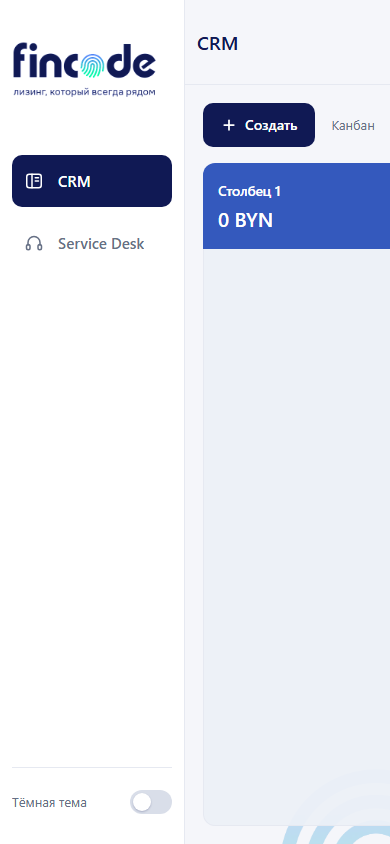 fincode
лизинг, который всегда рядом
CRM
Service Desk
Тёмная тема
CRM
Создать
Канбан
Столбец 1
0 BYN